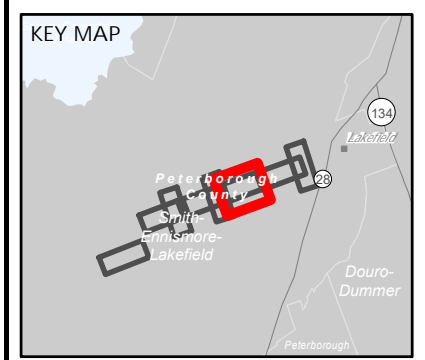 KEY MAP
134
Lakefield
Peterborough
County
28
Smith-
Ennismore-
Lakefield
Douro-
Dummer
Peterborough